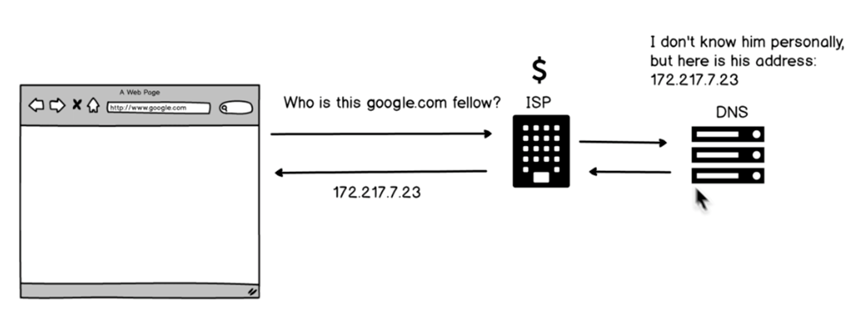 A Web Page
http://www.google.com
Who is this google.com fellow?
172.217.7.23
$
ISP
I don't know him personally,
but here is his address:
172.217.7.23
DNS